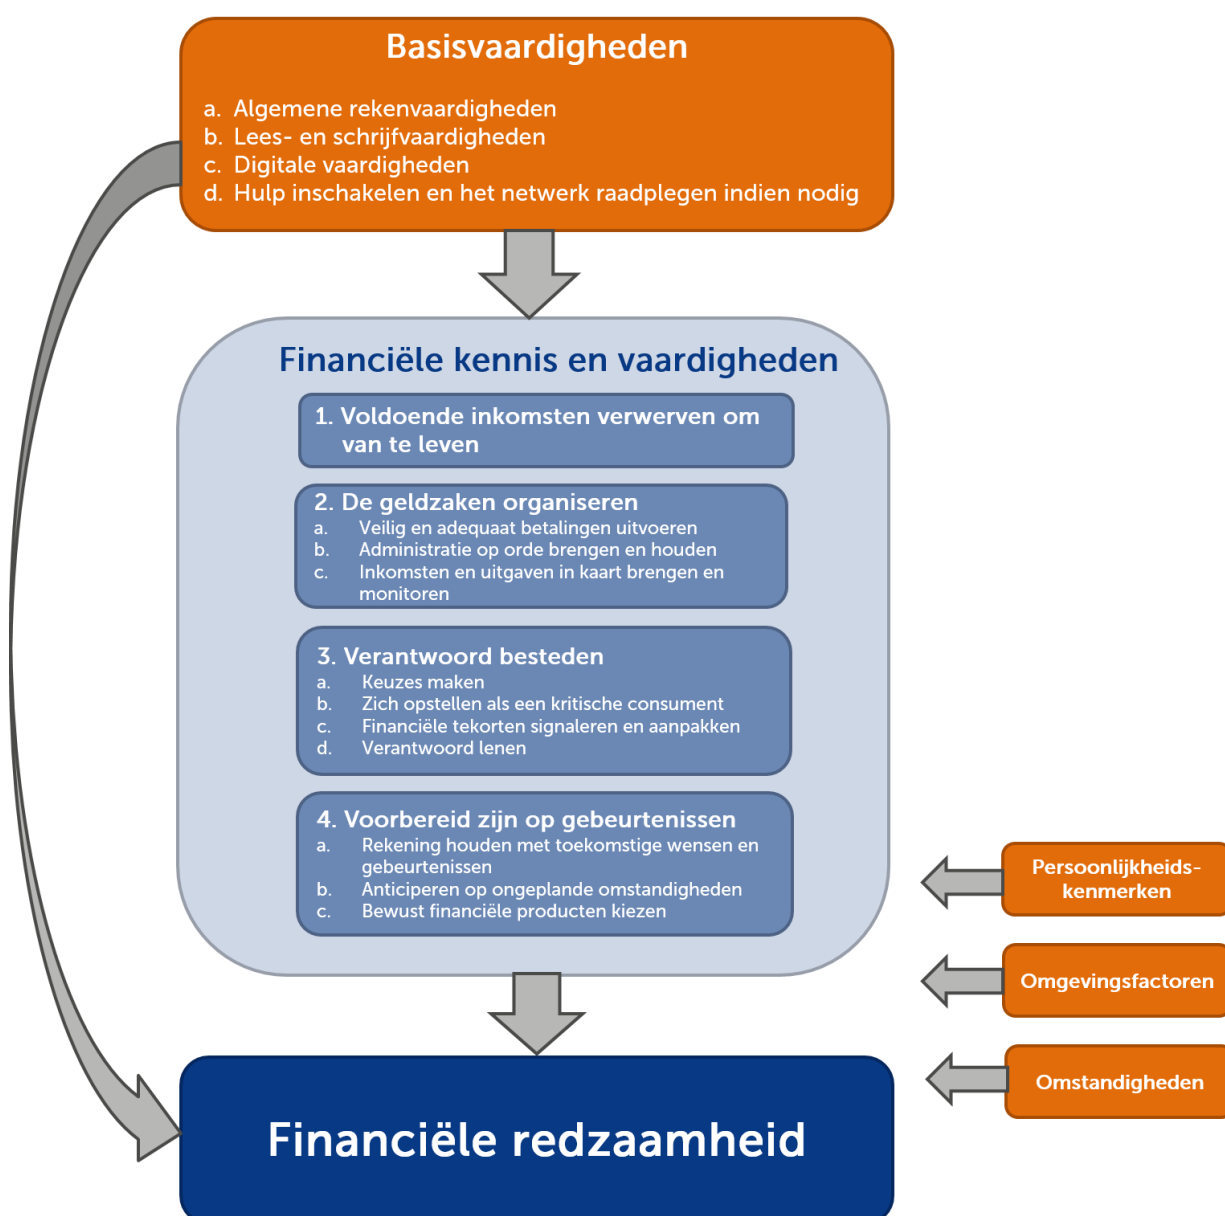 Basisvaardigheden
a. Algemene rekenvaardigheden
b. Lees- en schrijfvaardigheden
c. Digitale vaardigheden
d. Hulp inschakelen en het netwerk raadplegen indien nodig
Financiële kennis en vaardigheden
1. Voldoende inkomsten verwerven om
van te leven
2. De geldzaken organiseren
a. Veilig en adequaat betalingen uitvoeren
b. Administratie op orde brengen en houden
c. Inkomsten en uitgaven in kaart brengen en
monitoren
3. Verantwoord besteden
a. Keuzes maken
b. Zich opstellen als een kritische consument
c. Financiële tekorten signaleren en aanpakken
d. Verantwoord lenen
4. Voorbereid zijn op gebeurtenissen
a. Rekening houden met toekomstige wensen en
gebeurtenissen
b. Anticiperen op ongeplande omstandigheden
c. Bewust financiële producten kiezen
Persoonlijkheids-
kenmerken
Omgevingsfactoren
Omstandigheden
Financiële redzaamheid